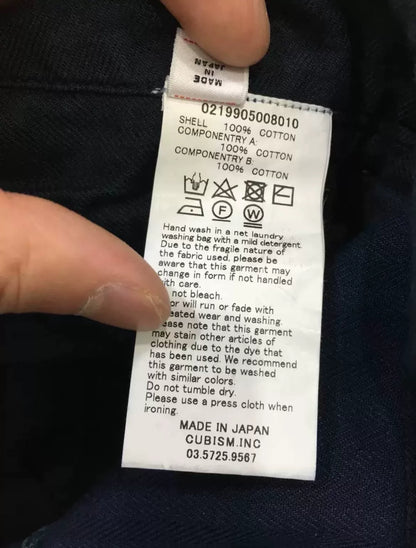 MADE
IN
JAPAN
0219905008010
SHELL 100% COTTON
COMPONENTRY A:
100% COTTON
COMPONENTRY B:
100% COTTON
F W
Hand wash in a net laundry
washing bag with a mild detergent.
Due to the fragile nature of
the fabric used, please be
aware that this garment may
change in form if not handled
with care.
not bleach.
or will run or fade with
eated wear and washing.
ease note that this garment
may stain other articles of
clothing due to the dye that
has been used. We recommend
this garment to be washed
with similar colors.
Do not tumble dry.
Please use a press cloth when
ironing.
MADE IN JAPAN
CUBISM.INC
03.5725.9567